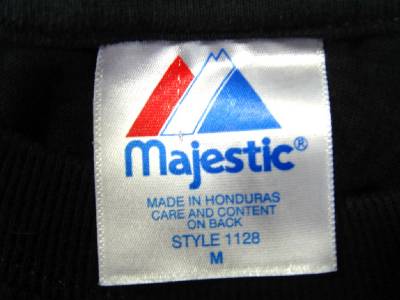 Majestic®
MADE IN HONDURAS
CARE AND CONTENT
ON BACK
STYLE 1128
M